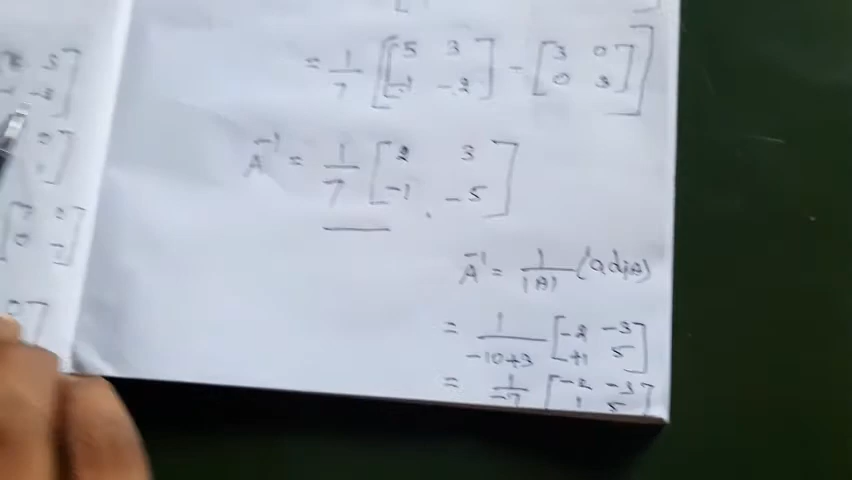 = 1/7 [[5 3 -1 -2] - [3 0 0 3]]
A⁻¹ = 1/7 [2 3 -1 -5]
A⁻¹ = 1/|A| (adjA)
= 1/-10+3 [-2 -3 +1 5]
= 1/-7 [-2 -3 1 5]